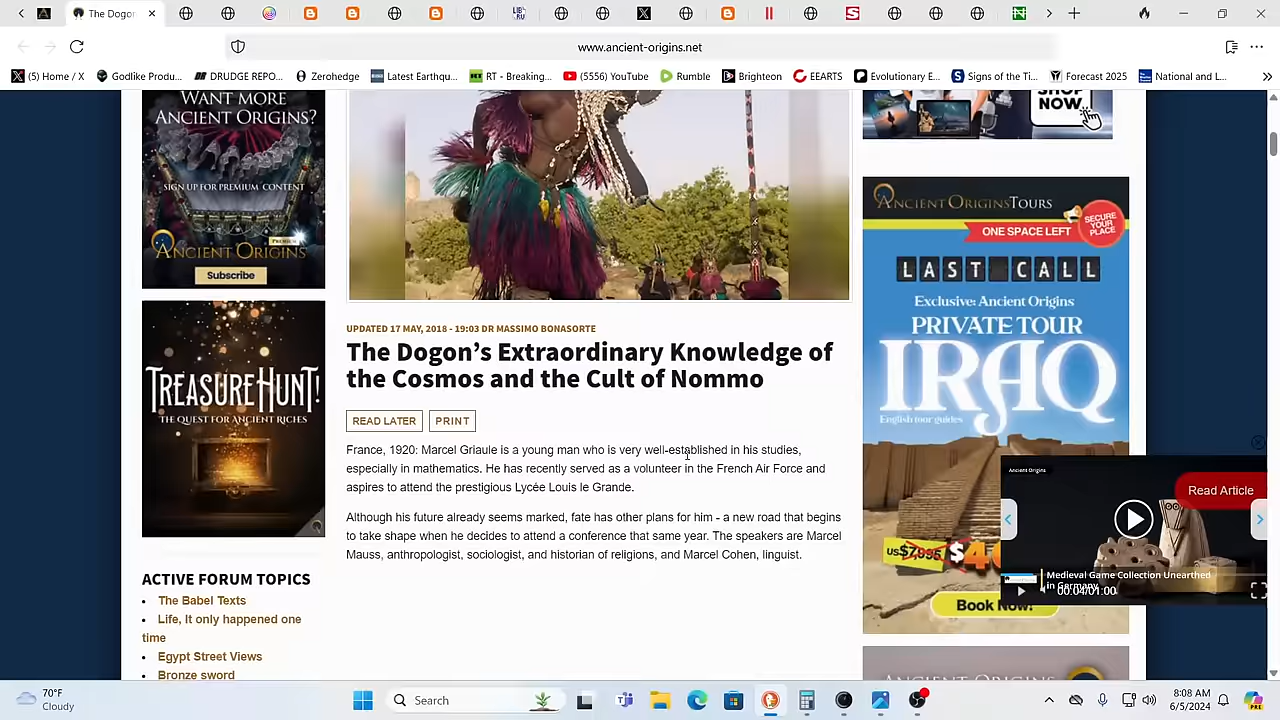 The Dogon
www.ancient-origins.net
(5) Home / X
Godlike Produ...
DRUDGE REPO...
Zerohedge
Latest Earthqu...
RT - Breaking...
(5556) YouTube
Rumble
Brighteon
EEARTS
Evolutionary E...
Signs of the Ti...
Forecast 2025
National and L...
WANT MORE
ANCIENT ORIGINS?
SIGN UP FOR PREMIUM CONTENT
PREMIUM
ANCIENT ORIGINS
Subscribe
TREASURE HUNT!
THE QUEST FOR ANCIENT RICHES
ACTIVE FORUM TOPICS
The Babel Texts
Life, It only happened one
time
Egypt Street Views
Bronze sword
UPDATED 17 MAY, 2018 - 19:03 DR MASSIMO BONASORTE
The Dogon's Extraordinary Knowledge of
the Cosmos and the Cult of Nommo
READ LATER
PRINT
France, 1920: Marcel Griaule is a young man who is very well-established in his studies,
especially in mathematics. He has recently served as a volunteer in the French Air Force and
aspires to attend the prestigious Lycée Louis le Grande.
Although his future already seems marked, fate has other plans for him - a new road that begins
to take shape when he decides to attend a conference that same year. The speakers are Marcel
Mauss, anthropologist, sociologist, and historian of religions, and Marcel Cohen, linguist.
SHOP
NOW
ANCIENT ORIGINS TOURS
ONE SPACE LEFT
SECURE
YOUR
PLACE
LAST CALL
Exclusive: Ancient Origins
PRIVATE TOUR
IRAQ
English tour guides
US$7,995
Book Now!
Ancient Origins
Read Article
Medieval Game Collection Unearthed
in Germany
00:04/01:00
ANCIENT ORIGINS
70°F
Cloudy
Search
8:08 AM
6/5/2024